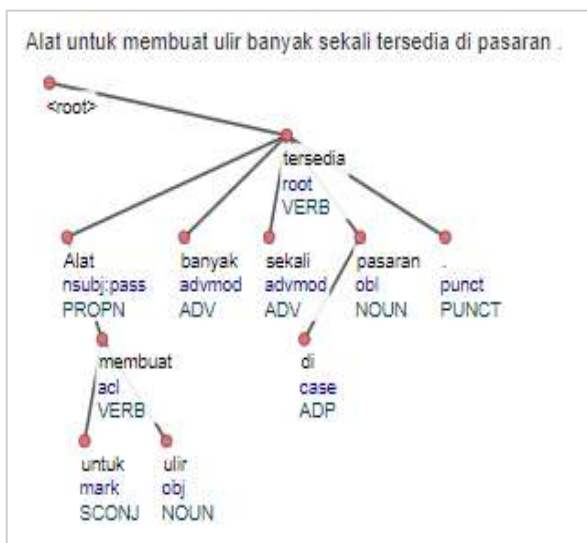 Alat untuk membuat ulir banyak sekali tersedia di pasaran .
<root>
tersedia
root
VERB
Alat banyak sekali pasaran .
nsubj:pass advmod advmod obl punct
PROPN ADV ADV NOUN PUNCT
membuat di
acl case
VERB ADP
untuk ulir
mark obj
SCONJ NOUN